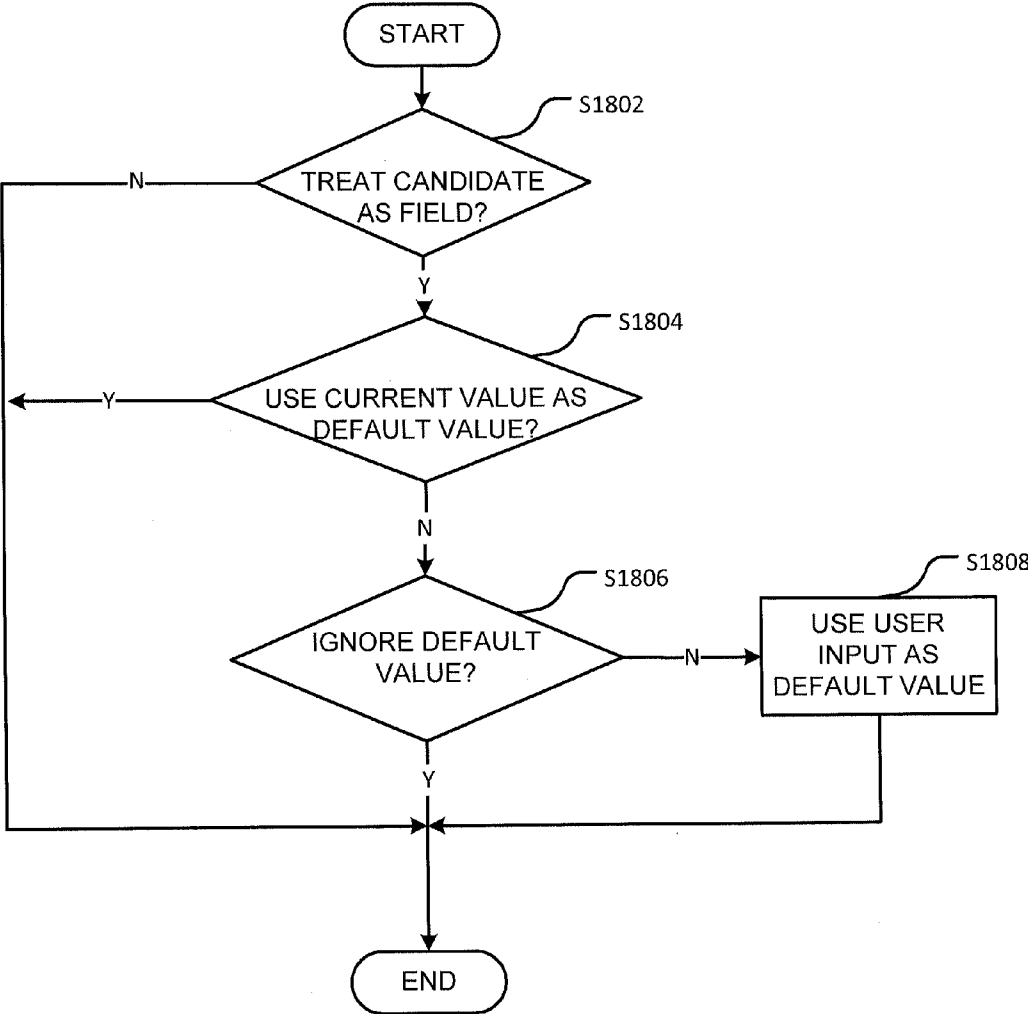 START
S1802
TREAT CANDIDATE
AS FIELD?
N
Y
S1804
USE CURRENT VALUE AS
DEFAULT VALUE?
Y
N
S1806
IGNORE DEFAULT
VALUE?
N
S1808
USE USER
INPUT AS
DEFAULT VALUE
Y
END